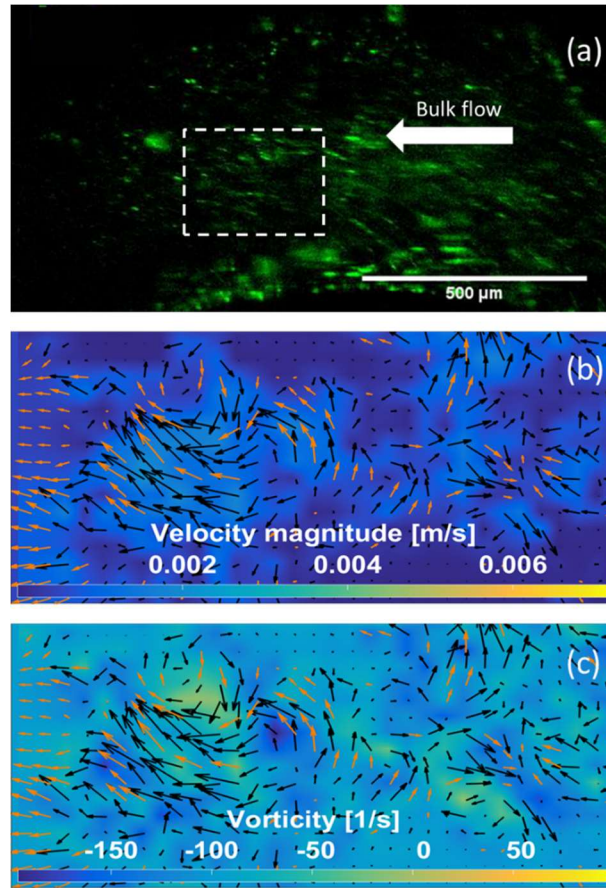 (a)
Bulk flow
500 µm
(b)
Velocity magnitude [m/s]
0.002 0.004 0.006
(c)
Vorticity [1/s]
-150 -100 -50 0 50